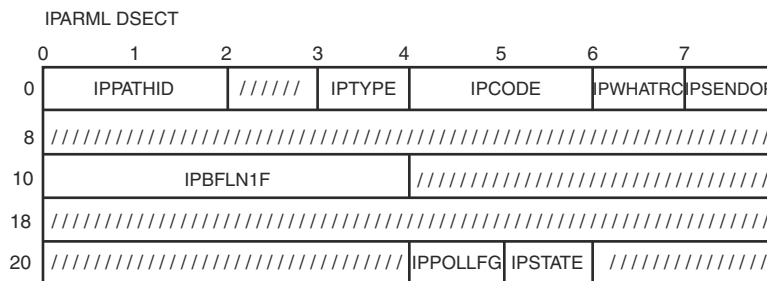 IPARML DSECT
0 1 2 3 4 5 6 7
0 IPPATHID ////// IPTYPE IPCODE IPWHATRC IPSENDOP
8 ////////////////////////////////////////////////////////////////////
10 IPBFLN1F /////////////////////////////////
18 ////////////////////////////////////////////////////////////////////
20 ////////////////////////////////// IPPOLLFG IPSTATE ///////////////